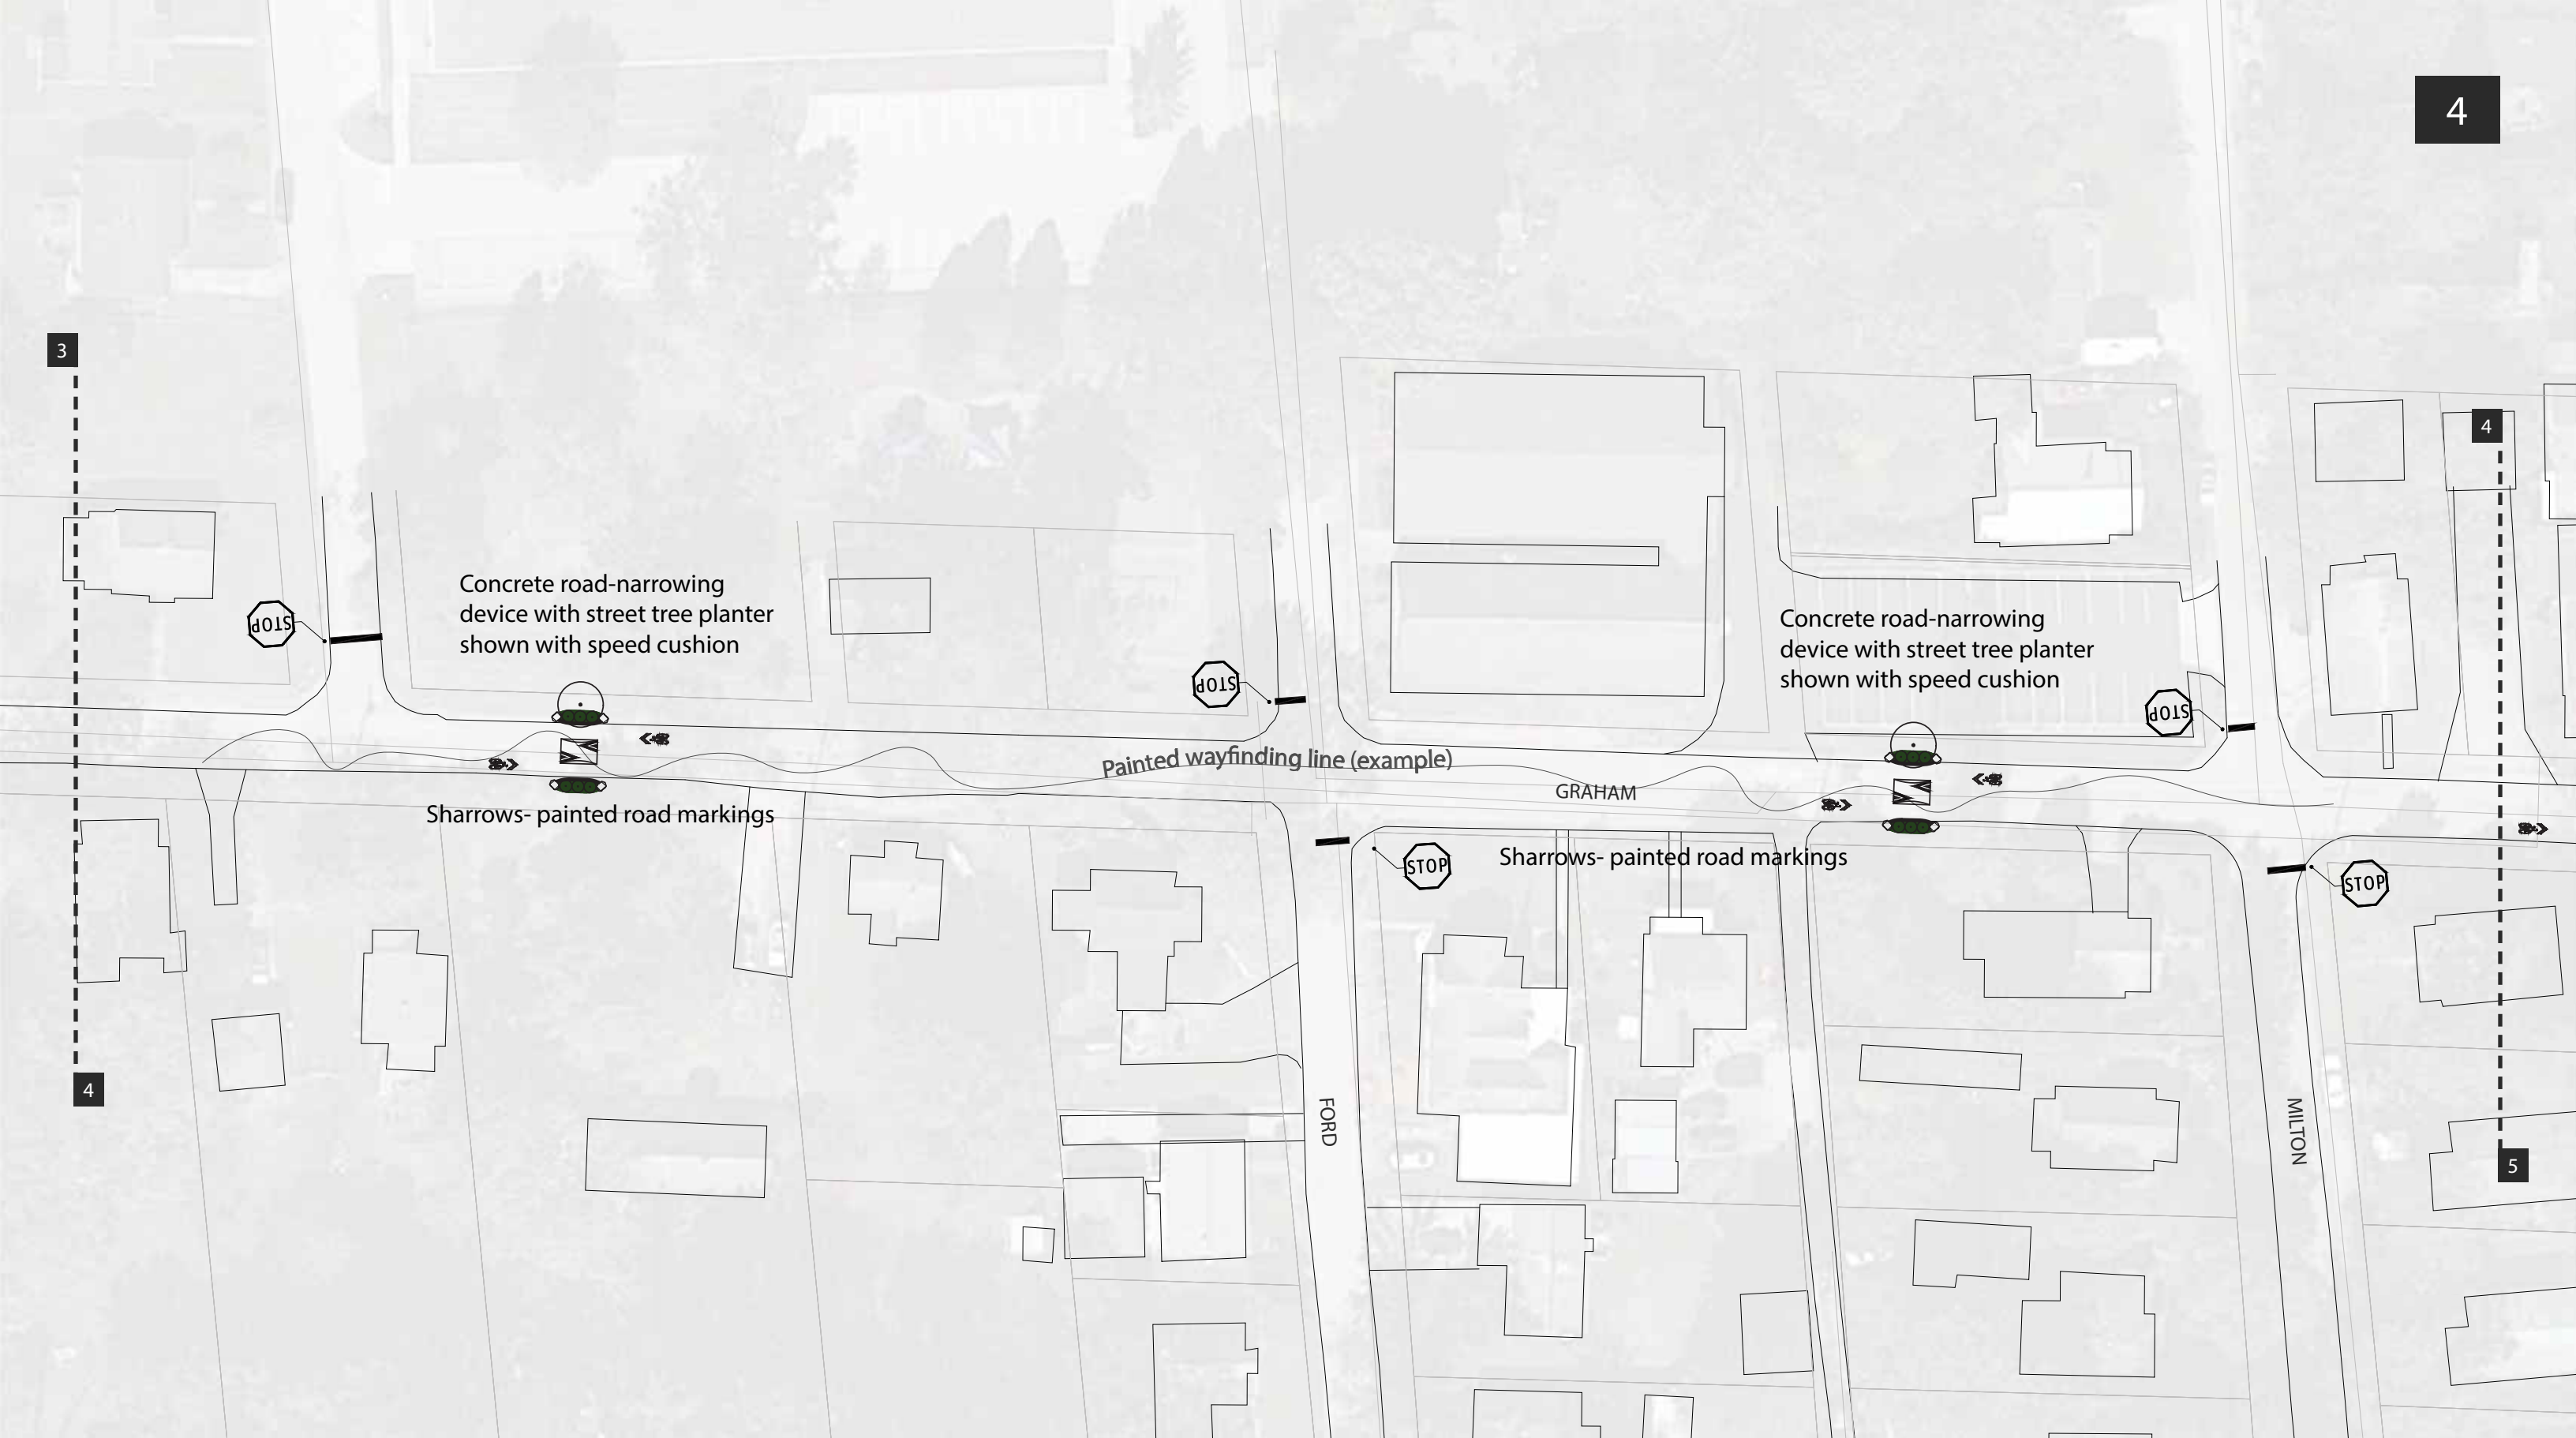 4
3
4
Concrete road-narrowing
device with street tree planter
shown with speed cushion
Concrete road-narrowing
device with street tree planter
shown with speed cushion
STOP
STOP
STOP
Painted wayfinding line (example)
GRAHAM
Sharrows- painted road markings
Sharrows- painted road markings
STOP
STOP
4
FORD
MILTON
5